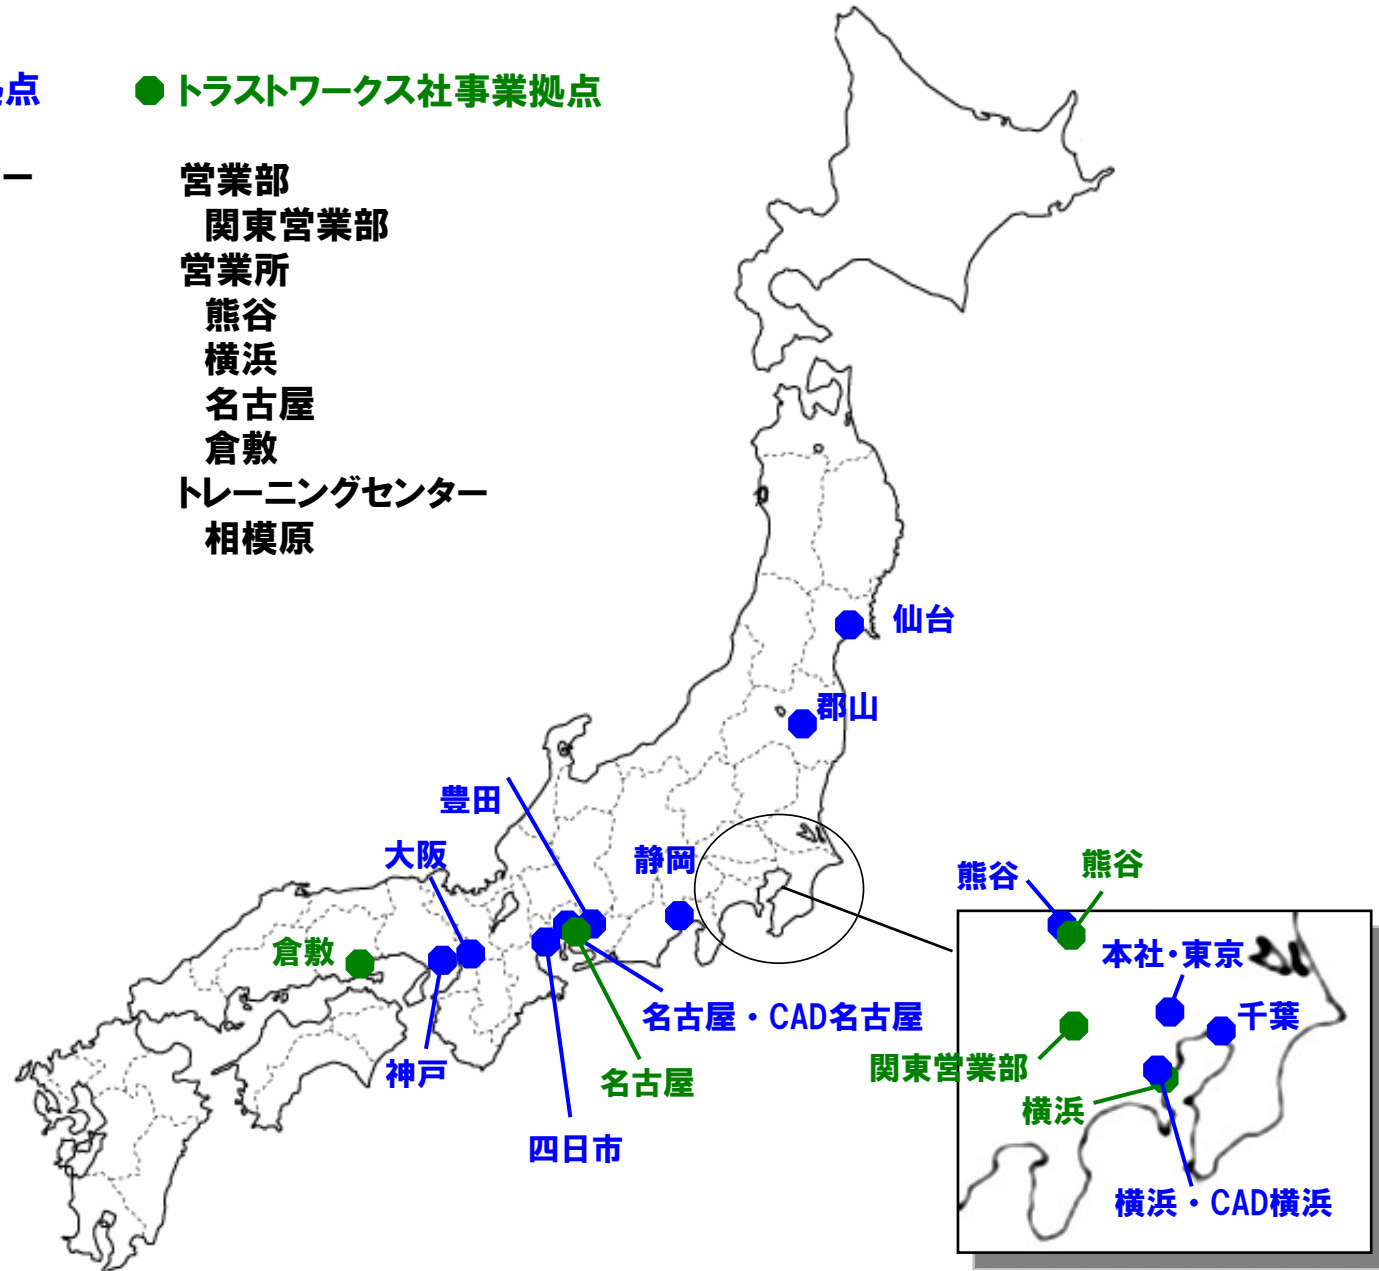 点
トラストワークス社事業拠点
ー
営業部
関東営業部
営業所
熊谷
横浜
名古屋
倉敷
トレーニングセンター
相模原
仙台
郡山
豊田
大阪
静岡
熊谷
熊谷
倉敷
本社・東京
千葉
名古屋・CAD名古屋
関東営業部
神戸
名古屋
横浜
四日市
横浜・CAD横浜